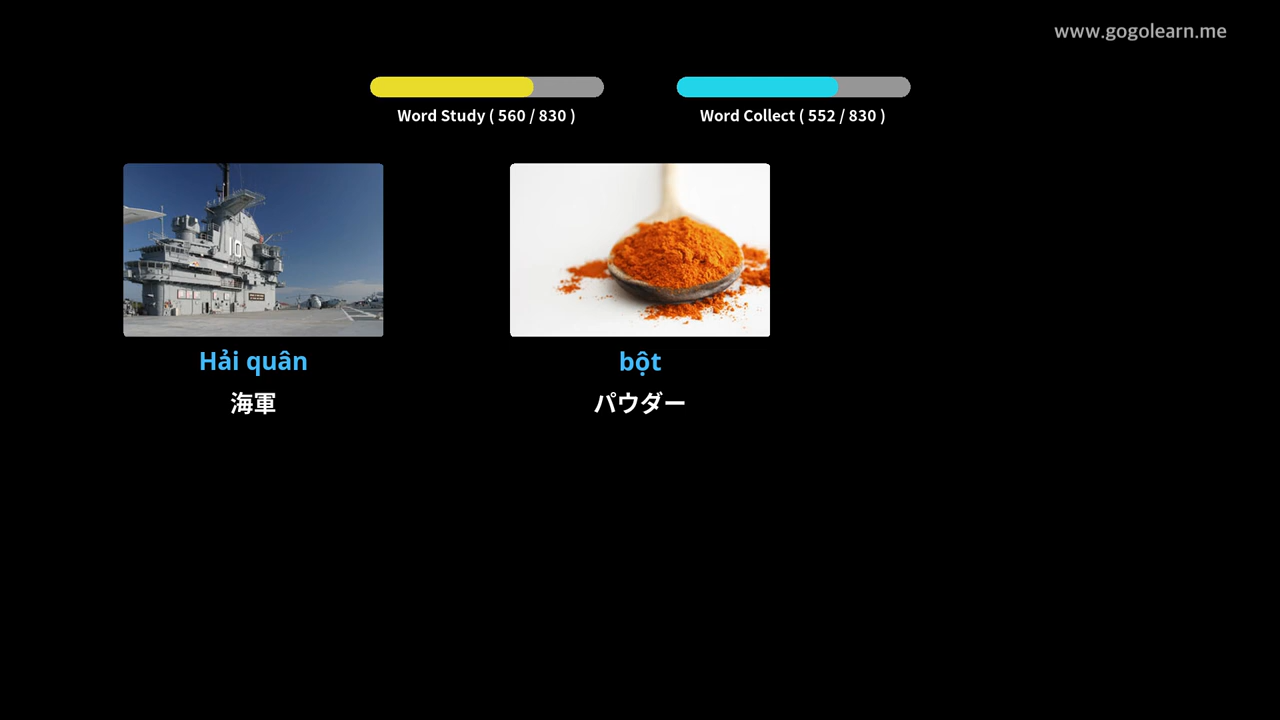 www.gogolearn.me
Word Study ( 560 / 830 )
Word Collect ( 552 / 830 )
10
Hải quân
bột
海軍
パウダー